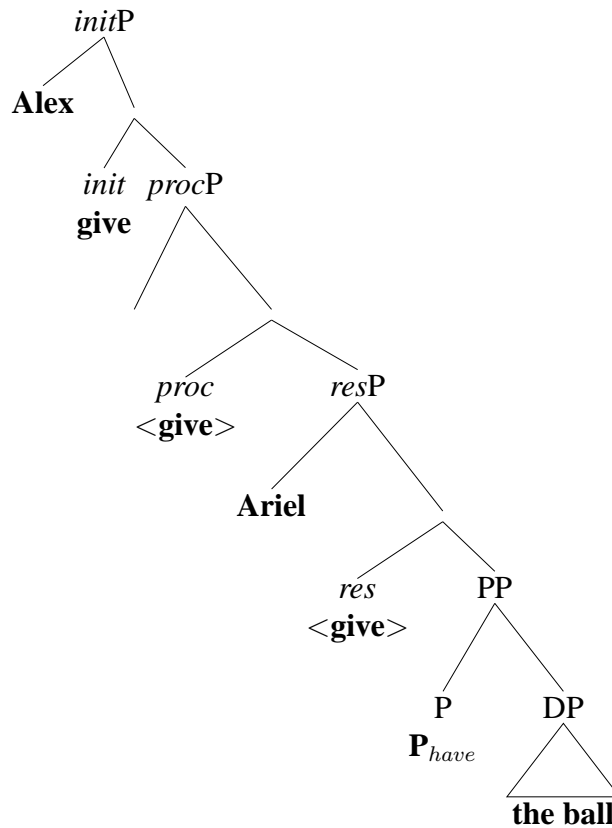 initP
Alex
init procP
give
proc resP
<give>
Ariel
res PP
<give>
P DP
P_have
the ball